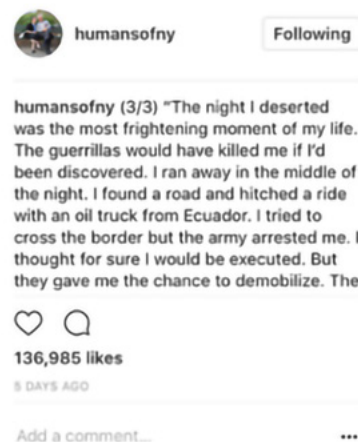 humansofny
Following
humansofny (3/3) "The night I deserted
was the most frightening moment of my life.
The guerrillas would have killed me if I'd
been discovered. I ran away in the middle of
the night. I found a road and hitched a ride
with an oil truck from Ecuador. I tried to
cross the border but the army arrested me. I
thought for sure I would be executed. But
they gave me the chance to demobilize. The
136,985 likes
5 DAYS AGO
Add a comment...